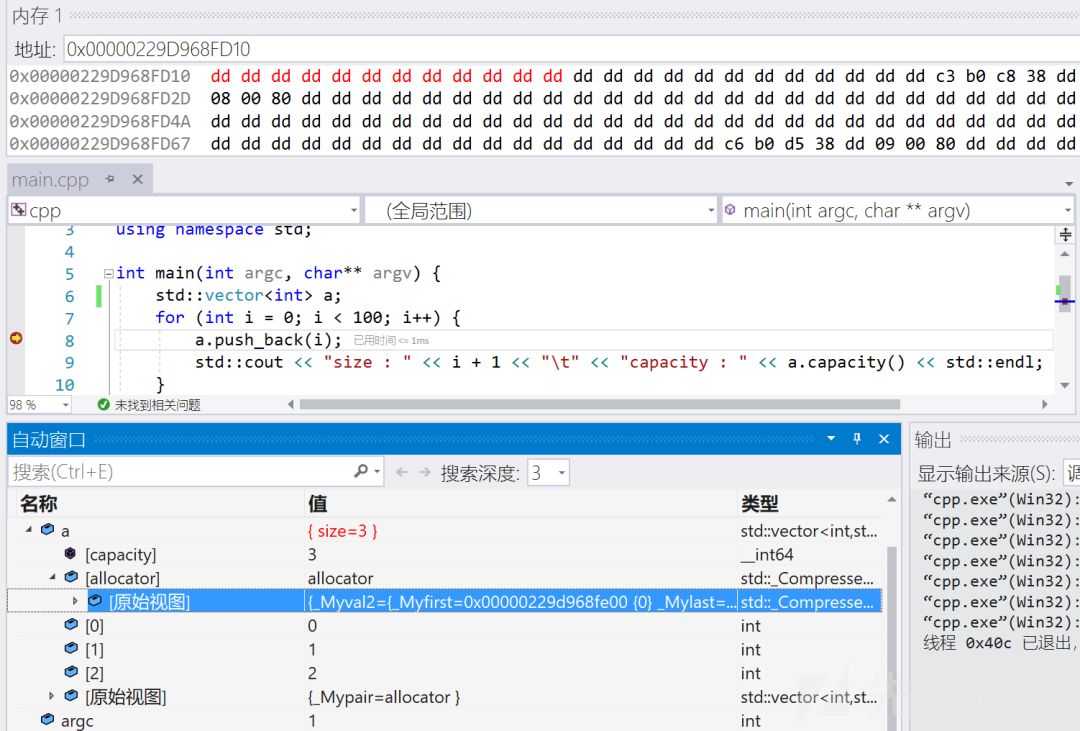 内存 1
地址: 0x00000229D968FD10
0x00000229D968FD10 dd dd dd dd dd dd dd dd dd dd dd dd dd dd dd dd dd dd dd dd dd dd dd dd c3 b0 c8 38 dd
0x00000229D968FD2D 08 00 80 dd dd dd dd dd dd dd dd dd dd dd dd dd dd dd dd dd dd dd dd dd dd dd dd dd dd
0x00000229D968FD4A dd dd dd dd dd dd dd dd dd dd dd dd dd dd dd dd dd dd dd dd dd dd dd dd dd dd dd dd dd
0x00000229D968FD67 dd dd dd dd dd dd dd dd dd dd dd dd dd dd dd dd dd c6 b0 d5 38 dd 09 00 80 dd dd dd dd
main.cpp
cpp (全局范围) main(int argc, char ** argv)
3 using namespace std;
4
5 int main(int argc, char** argv) {
6 std::vector<int> a;
7 for (int i = 0; i < 100; i++) {
8 a.push_back(i); 已用时间 <= 1ms
9 std::cout << "size : " << i + 1 << "\t" << "capacity : " << a.capacity() << std::endl;
10 }
98 % 未找到相关问题
自动窗口
搜索(Ctrl+E) 搜索深度: 3
名称 值 类型
a { size=3 } std::vector<int,st...
[capacity] 3 __int64
[allocator] allocator std::_Compresse...
[原始视图] {_Myval2={_Myfirst=0x00000229d968fe00 {0} _Mylast=... std::_Compresse...
[0] 0 int
[1] 1 int
[2] 2 int
[原始视图] {_Mypair=allocator } std::vector<int,st...
argc 1 int
输出
显示输出来源(S): 调
“cpp.exe”(Win32):
“cpp.exe”(Win32):
“cpp.exe”(Win32):
“cpp.exe”(Win32):
“cpp.exe”(Win32):
“cpp.exe”(Win32):
“cpp.exe”(Win32):
线程 0x40c 已退出,